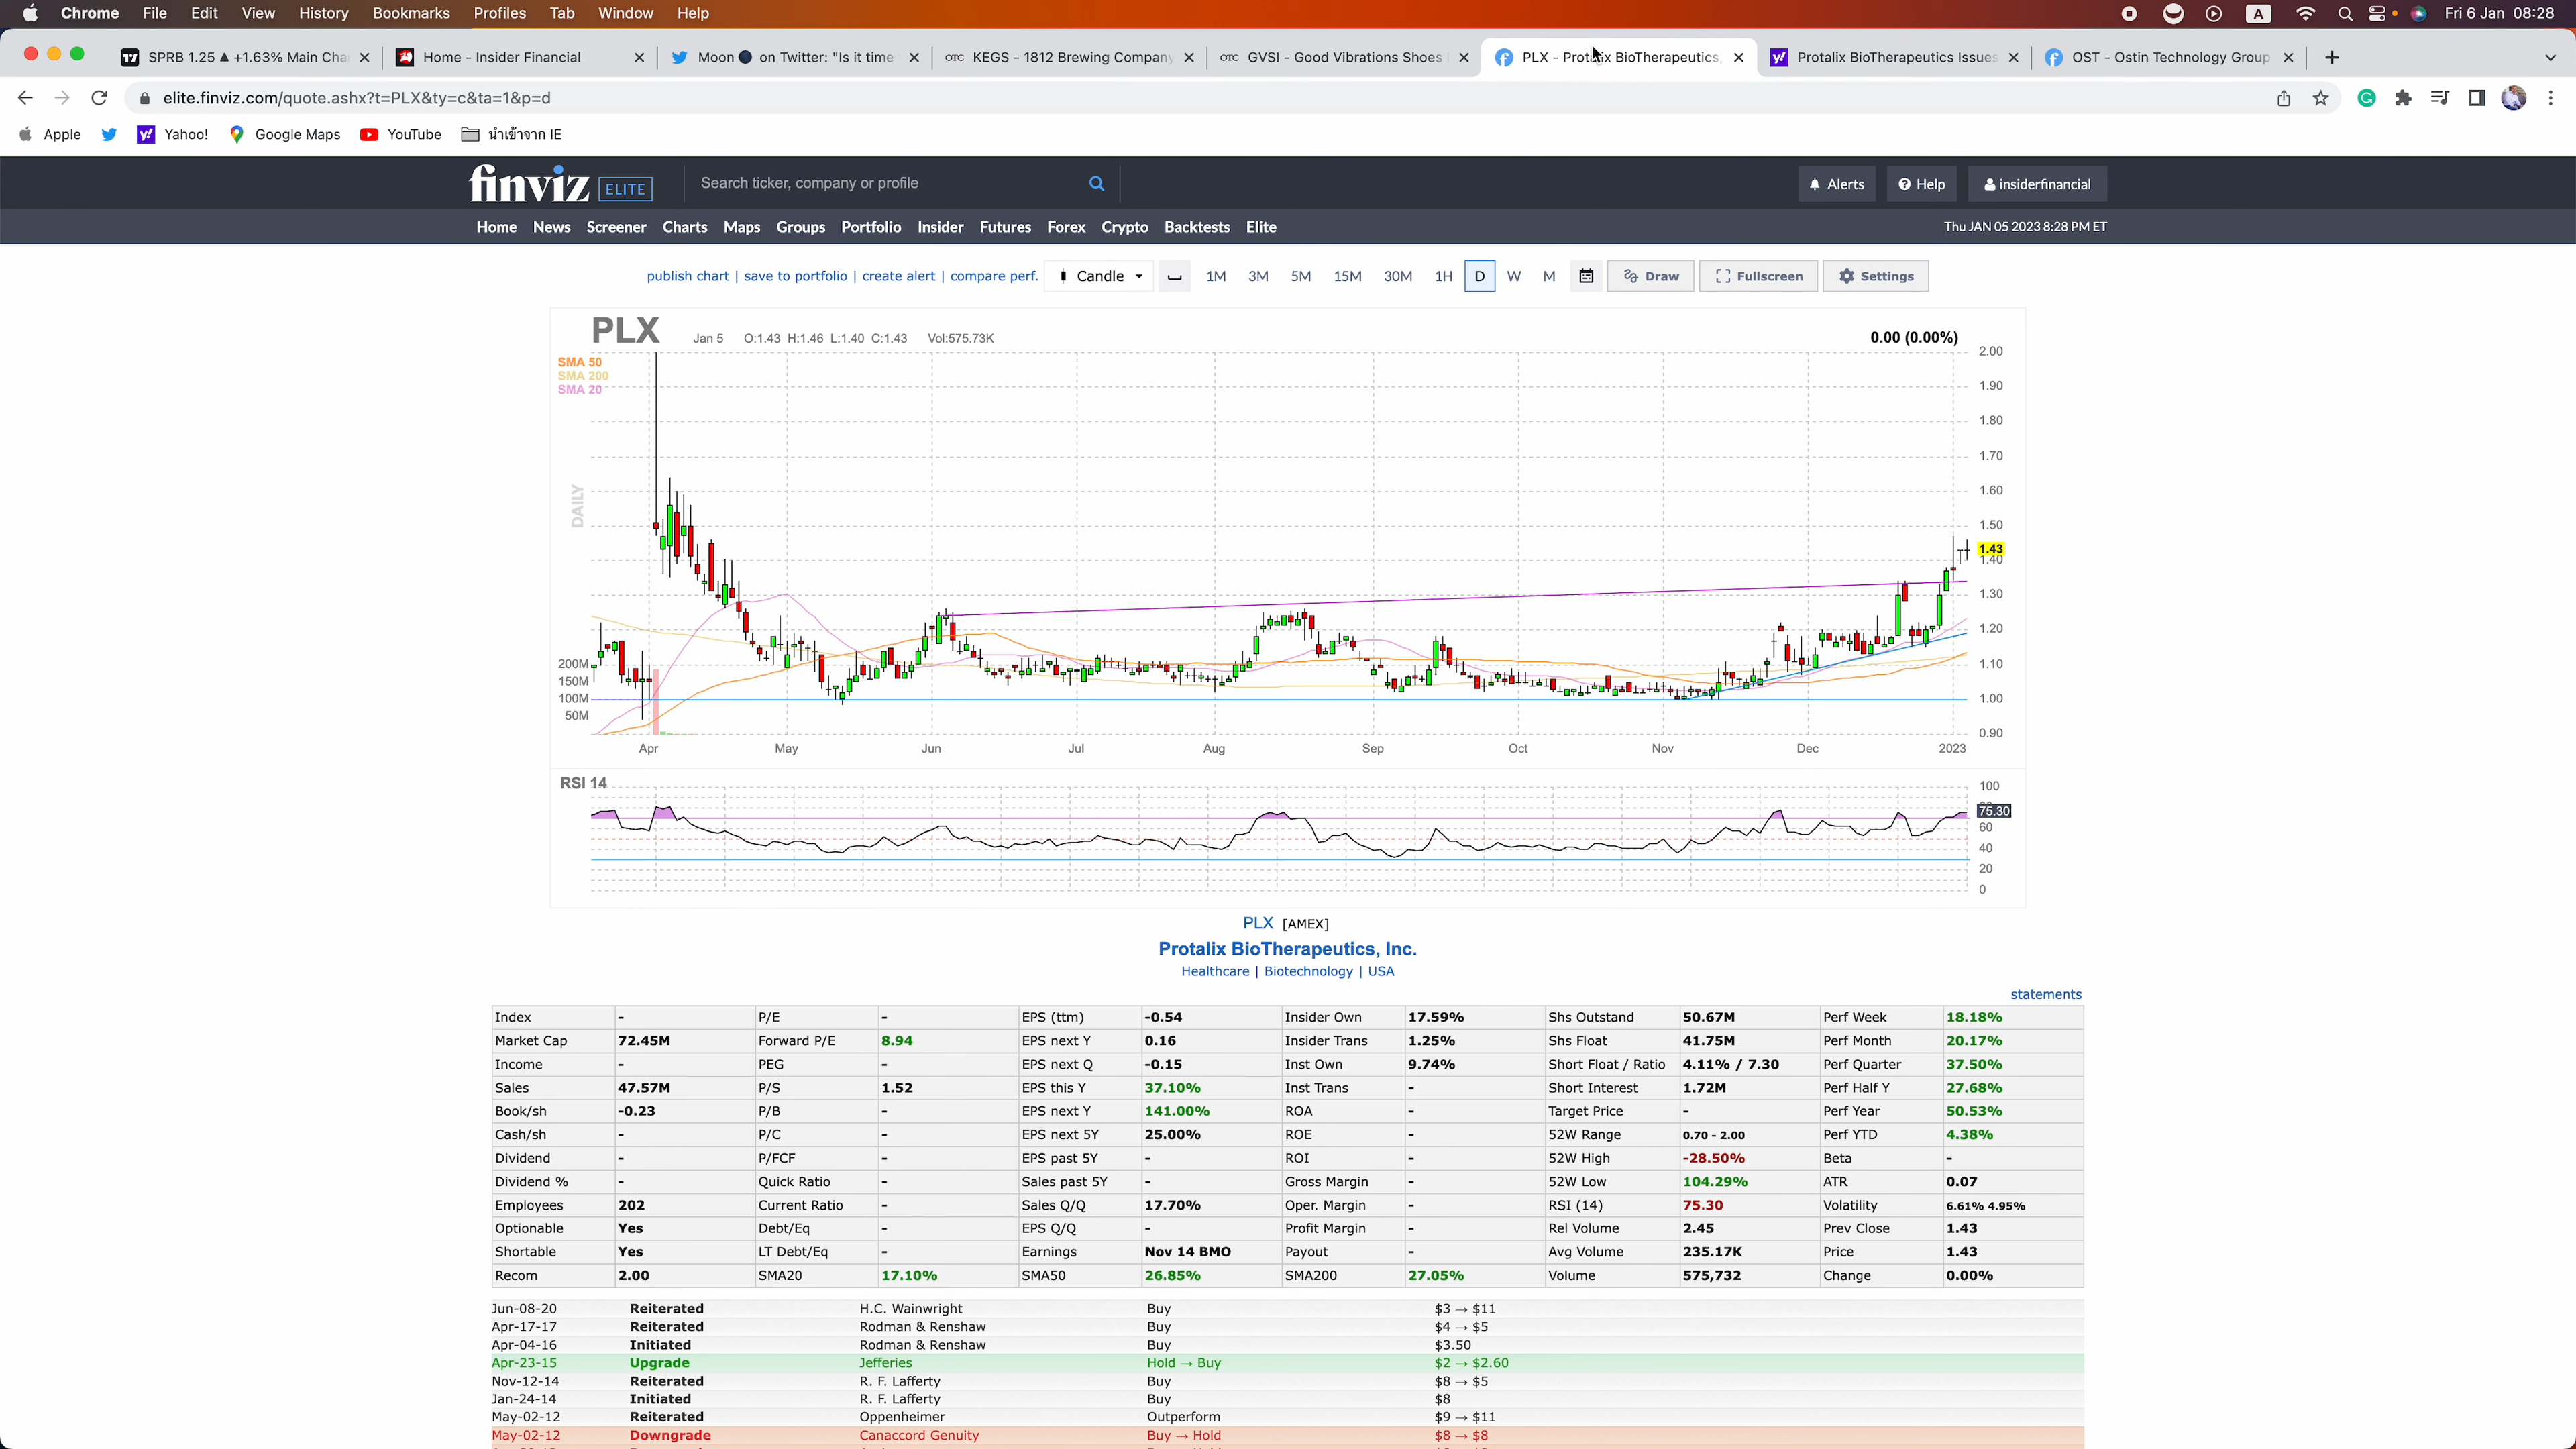 Chrome File Edit View History Bookmarks Profiles Tab Window Help A Fri 6 Jan 08:28
17 SPRB 1.25 ▲ +1.63% Main Cha Home - Insider Financial Moon 🌑 on Twitter: "Is it time OTC KEGS - 1812 Brewing Company OTC GVSI - Good Vibrations Shoes PLX - Protalix BioTherapeutics, y! Protalix BioTherapeutics Issues OST - Ostin Technology Group
elite.finviz.com/quote.ashx?t=PLX&ty=c&ta=1&p=d
Apple y! Yahoo! Google Maps YouTube นำเข้าจาก IE
finviz ELITE Search ticker, company or profile Alerts Help insiderfinancial
Home News Screener Charts Maps Groups Portfolio Insider Futures Forex Crypto Backtests Elite Thu JAN 05 2023 8:28 PM ET
publish chart | save to portfolio | create alert | compare perf. Candle 1M 3M 5M 15M 30M 1H D W M Draw Fullscreen Settings
PLX Jan 5 O:1.43 H:1.46 L:1.40 C:1.43 Vol:575.73K 0.00 (0.00%)
SMA 50
SMA 200
SMA 20
DAILY
2.00
1.90
1.80
1.70
1.60
1.50
1.43
1.40
1.30
1.20
200M 1.10
150M
100M 1.00
50M
0.90
Apr May Jun Jul Aug Sep Oct Nov Dec 2023
RSI 14 100
75.30
60
40
20
0
PLX [AMEX]
Protalix BioTherapeutics, Inc.
Healthcare | Biotechnology | USA
statements
Index - P/E - EPS (ttm) -0.54 Insider Own 17.59% Shs Outstand 50.67M Perf Week 18.18%
Market Cap 72.45M Forward P/E 8.94 EPS next Y 0.16 Insider Trans 1.25% Shs Float 41.75M Perf Month 20.17%
Income - PEG - EPS next Q -0.15 Inst Own 9.74% Short Float / Ratio 4.11% / 7.30 Perf Quarter 37.50%
Sales 47.57M P/S 1.52 EPS this Y 37.10% Inst Trans - Short Interest 1.72M Perf Half Y 27.68%
Book/sh -0.23 P/B - EPS next Y 141.00% ROA - Target Price - Perf Year 50.53%
Cash/sh - P/C - EPS next 5Y 25.00% ROE - 52W Range 0.70 - 2.00 Perf YTD 4.38%
Dividend - P/FCF - EPS past 5Y - ROI - 52W High -28.50% Beta -
Dividend % - Quick Ratio - Sales past 5Y - Gross Margin - 52W Low 104.29% ATR 0.07
Employees 202 Current Ratio - Sales Q/Q 17.70% Oper. Margin - RSI (14) 75.30 Volatility 6.61% 4.95%
Optionable Yes Debt/Eq - EPS Q/Q - Profit Margin - Rel Volume 2.45 Prev Close 1.43
Shortable Yes LT Debt/Eq - Earnings Nov 14 BMO Payout - Avg Volume 235.17K Price 1.43
Recom 2.00 SMA20 17.10% SMA50 26.85% SMA200 27.05% Volume 575,732 Change 0.00%
Jun-08-20 Reiterated H.C. Wainwright Buy $3 → $11
Apr-17-17 Reiterated Rodman & Renshaw Buy $4 → $5
Apr-04-16 Initiated Rodman & Renshaw Buy $3.50
Apr-23-15 Upgrade Jefferies Hold → Buy $2 → $2.60
Nov-12-14 Reiterated R. F. Lafferty Buy $8 → $5
Jan-24-14 Initiated R. F. Lafferty Buy $8
May-02-12 Reiterated Oppenheimer Outperform $9 → $11
May-02-12 Downgrade Canaccord Genuity Buy → Hold $8 → $8